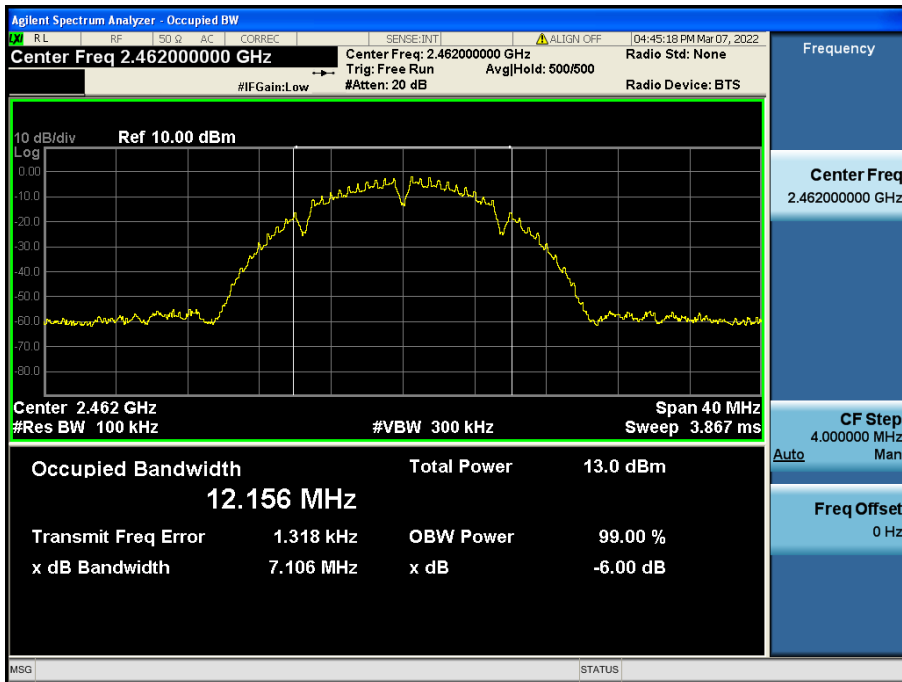 Agilent Spectrum Analyzer - Occupied BW
LXI RL RF 50 Ω AC CORREC SENSE:INT ALIGN OFF 04:45:18 PM Mar 07, 2022
Center Freq 2.462000000 GHz
Center Freq: 2.462000000 GHz
Radio Std: None
Trig: Free Run Avg|Hold: 500/500
#IFGain:Low
#Atten: 20 dB
Radio Device: BTS
10 dB/div Ref 10.00 dBm
Log
0.00
-10.0
-20.0
-30.0
-40.0
-50.0
-60.0
-70.0
-80.0
Center 2.462 GHz
Span 40 MHz
#Res BW 100 kHz
#VBW 300 kHz
Sweep 3.867 ms
Occupied Bandwidth
12.156 MHz
Total Power 13.0 dBm
Transmit Freq Error 1.318 kHz
OBW Power 99.00 %
x dB Bandwidth 7.106 MHz
x dB -6.00 dB
MSG
STATUS
Frequency
Center Freq
2.462000000 GHz
CF Step
4.000000 MHz
Auto Man
Freq Offset
0 Hz